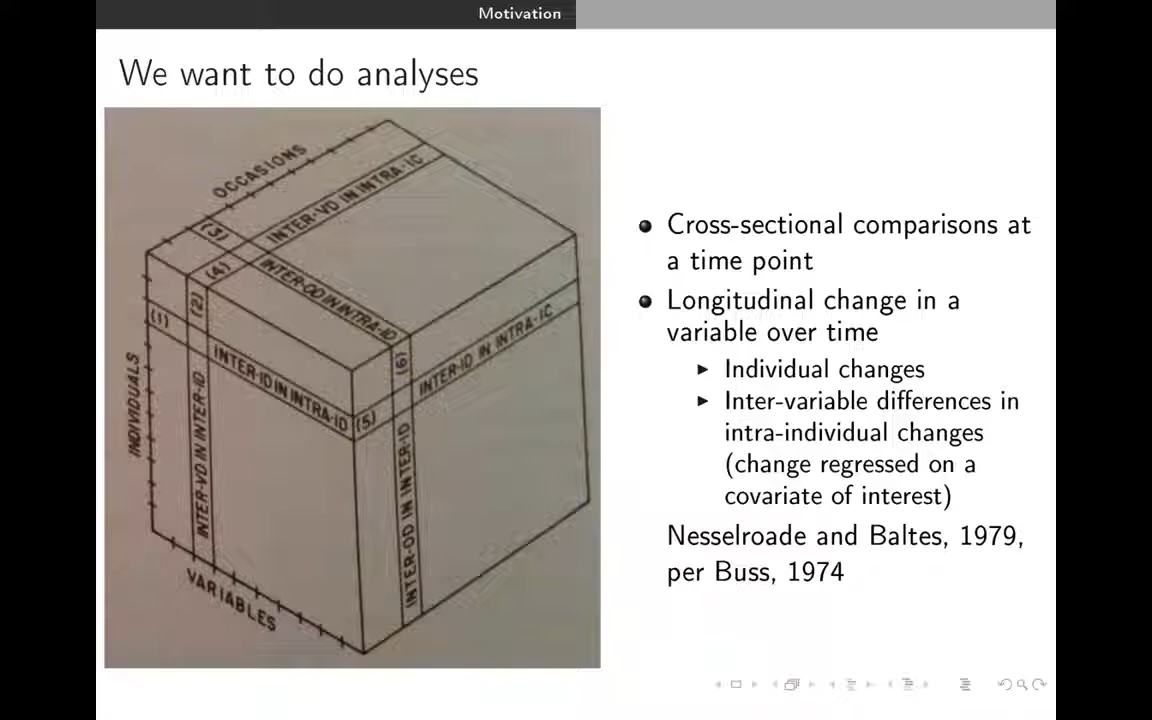 Motivation
We want to do analyses
OCCASIONS
INTER-VD IN INTRA-IC
(3)
(4)
INTER-OD IN INTRA-ID
(2)
(1)
INTER-ID IN INTRA-ID
(6)
INTER-ID IN INTRA-IC
(5)
INDIVIDUALS
INTER-VD IN INTER-ID
INTER-OD IN INTER-ID
VARIABLES
Cross-sectional comparisons at
a time point
Longitudinal change in a
variable over time
Individual changes
Inter-variable differences in
intra-individual changes
(change regressed on a
covariate of interest)
Nesselroade and Baltes, 1979,
per Buss, 1974